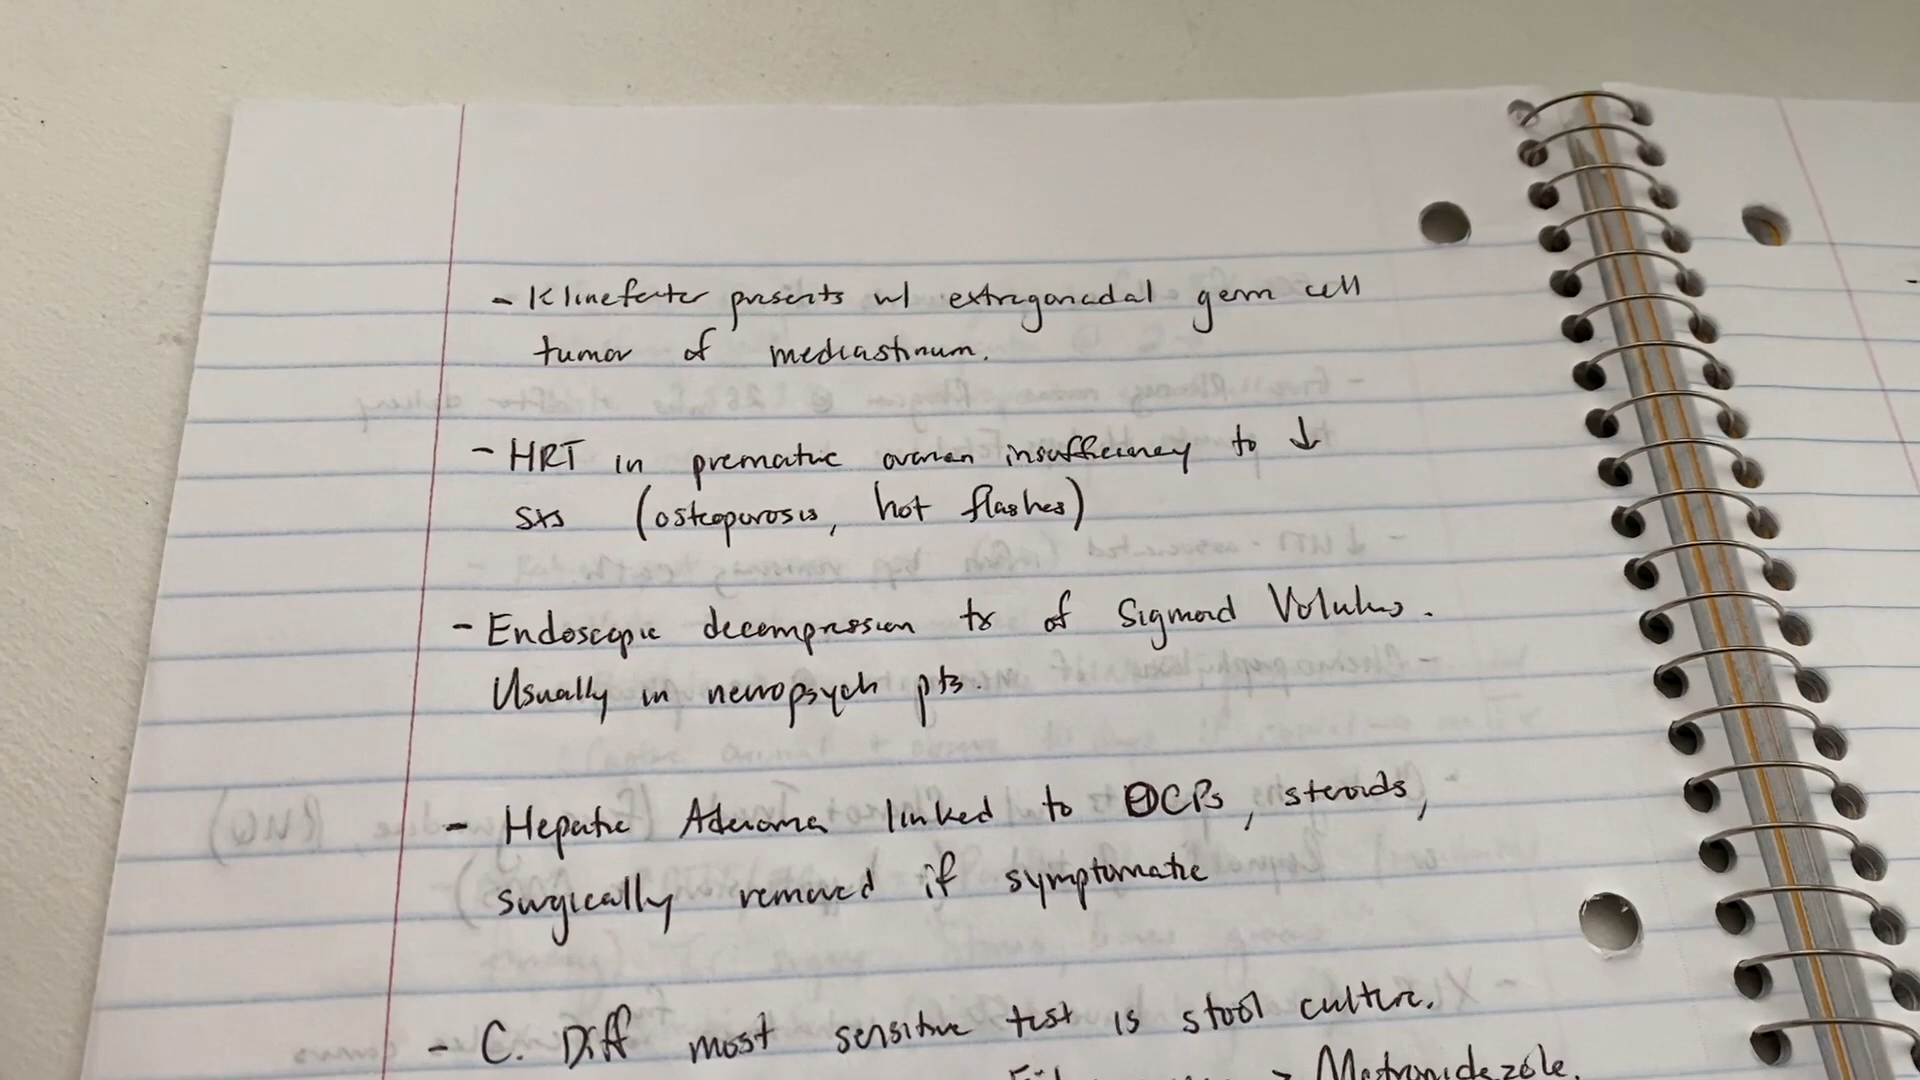 - Klinefelter presents w/ extragonadal germ cell
tumor of mediastinum.
- HRT in premature ovarian insufficiency to ↓
sxs (osteoporosis, hot flashes)
- Endoscopic decompression tx of Sigmoid Volvulus.
Usually in neuropsych pts.
- Hepatic Adenoma linked to OCPs, steroids,
surgically removed if symptomatic
- C. Diff most sensitive test is stool culture.
> Metronidazole.